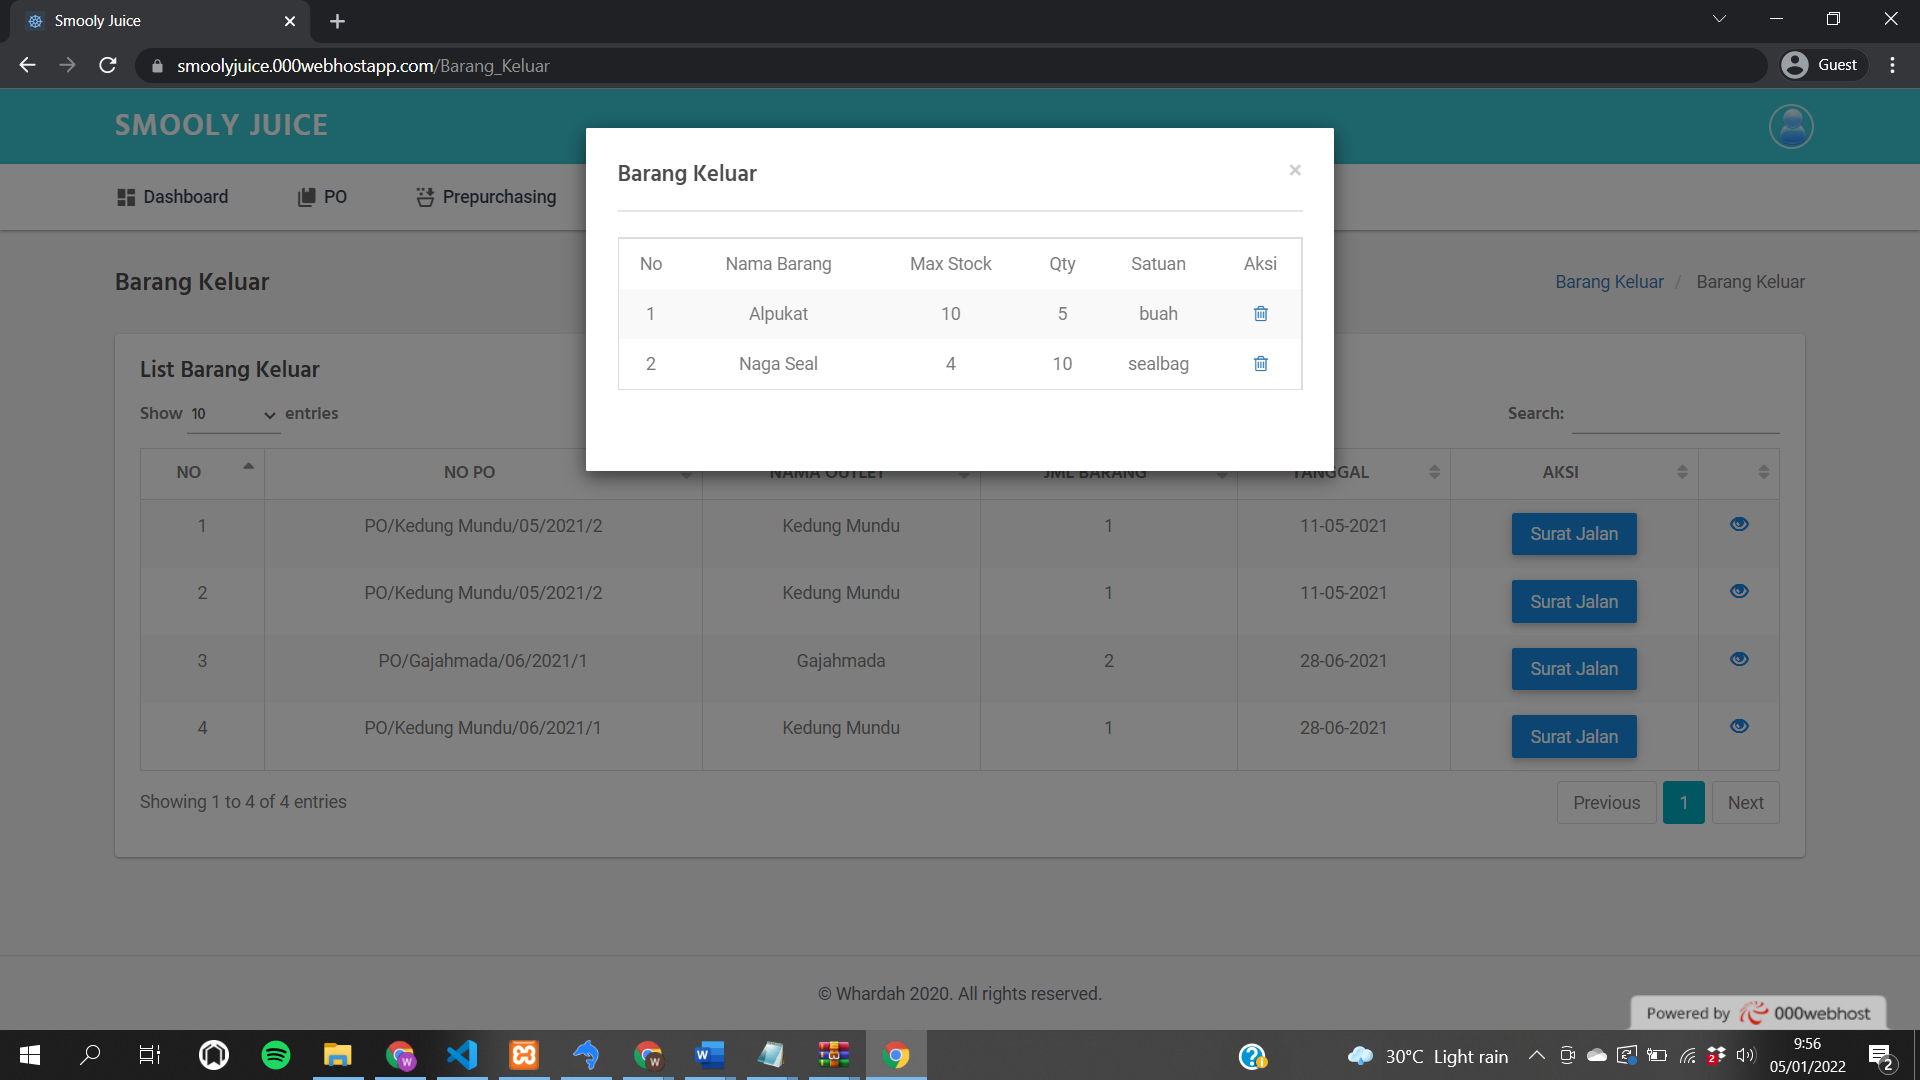 Smooly Juice
smoolyjuice.000webhostapp.com/Barang_Keluar
Guest
SMOOLY JUICE
Dashboard PO Prepurchasing
Barang Keluar
No Nama Barang Max Stock Qty Satuan Aksi
1 Alpukat 10 5 buah
2 Naga Seal 4 10 sealbag
Barang Keluar
Barang Keluar / Barang Keluar
List Barang Keluar
Show 10 entries
Search:
NO NO PO NAMA OUTLET JML BARANG TANGGAL AKSI
1 PO/Kedung Mundu/05/2021/2 Kedung Mundu 1 11-05-2021 Surat Jalan
2 PO/Kedung Mundu/05/2021/2 Kedung Mundu 1 11-05-2021 Surat Jalan
3 PO/Gajahmada/06/2021/1 Gajahmada 2 28-06-2021 Surat Jalan
4 PO/Kedung Mundu/06/2021/1 Kedung Mundu 1 28-06-2021 Surat Jalan
Showing 1 to 4 of 4 entries
Previous 1 Next
© Whardah 2020. All rights reserved.
Powered by 000webhost
30°C Light rain
9:56
05/01/2022
2